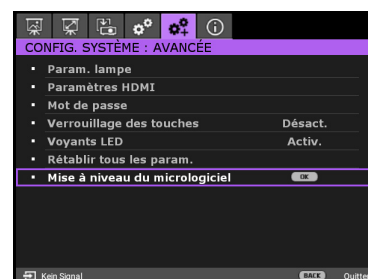 CONFIG. SYSTÈME : AVANCÉE
Param. lampe
Paramètres HDMI
Mot de passe
Verrouillage des touches Désact.
Voyants LED Activ.
Rétablir tous les param.
Mise à niveau du micrologiciel OK
Kein Signal BACK Quitter